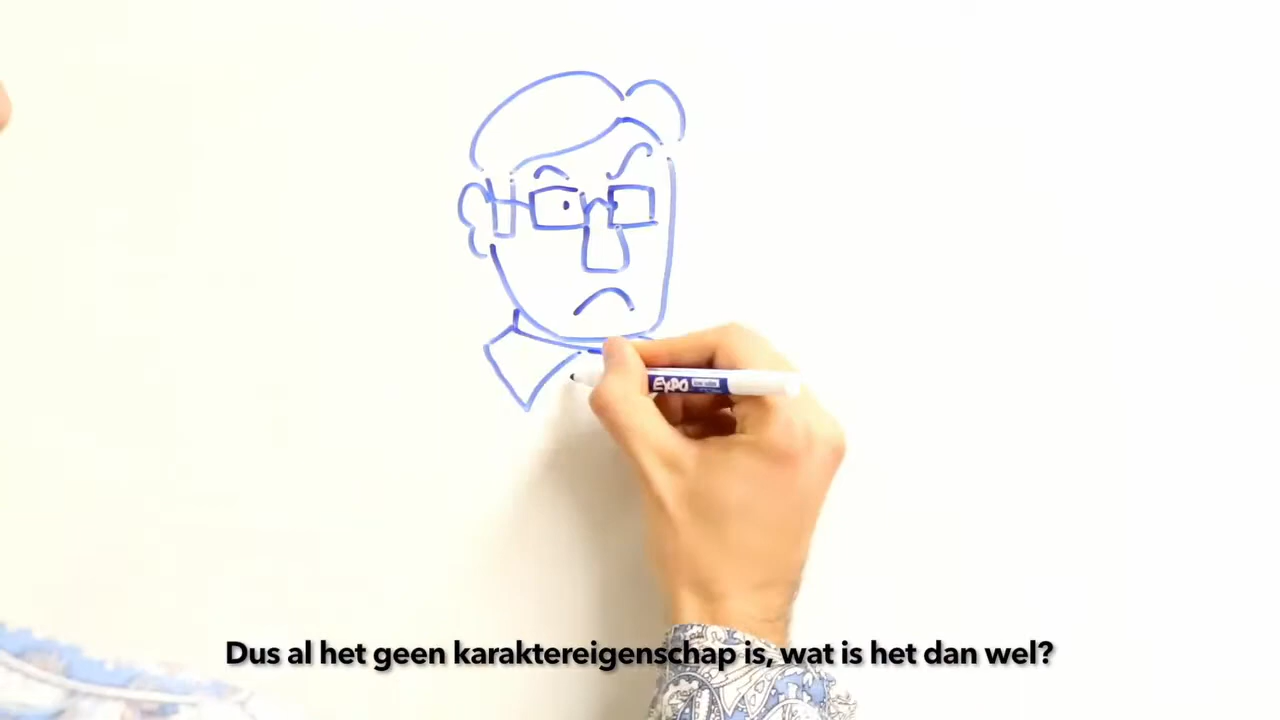 EXPO
Dus al het geen karaktereigenschap is, wat is het dan wel?